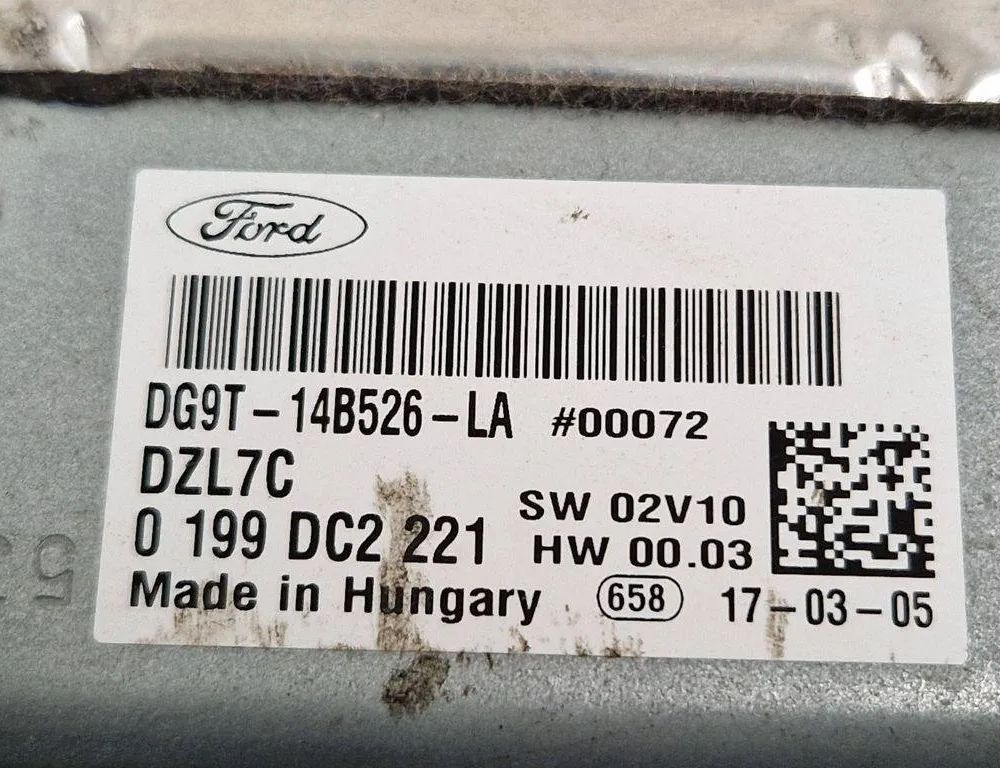 Ford
DG9T-14B526-LA #00072
DZL7C
0 199 DC2 221
SW 02V10
HW 00.03
Made in Hungary 658 17-03-05